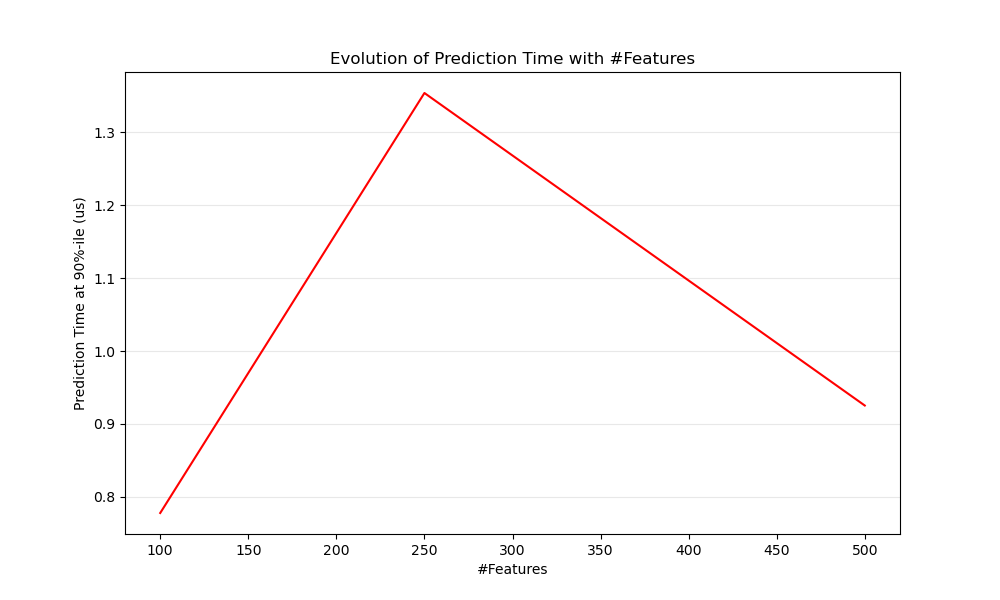 Evolution of Prediction Time with #Features
Prediction Time at 90%-ile (us)
1.3
1.2
1.1
1.0
0.9
0.8
100 150 200 250 300 350 400 450 500
#Features